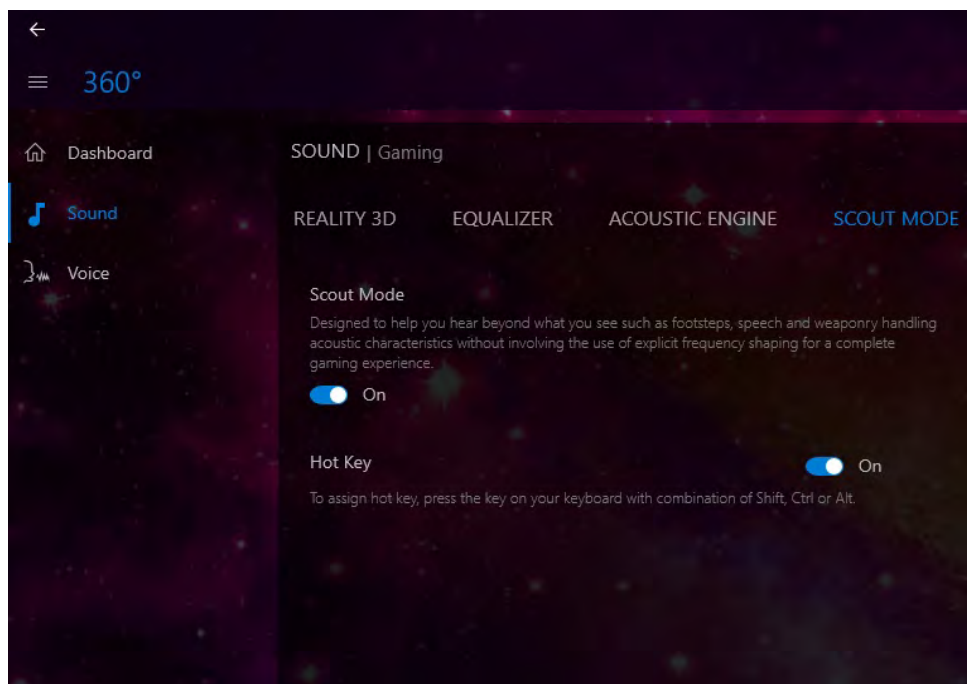 360°
Dashboard
Sound
Voice
SOUND | Gaming
REALITY 3D EQUALIZER ACOUSTIC ENGINE SCOUT MODE
Scout Mode
Designed to help you hear beyond what you see such as footsteps, speech and weaponry handling
acoustic characteristics without involving the use of explicit frequency shaping for a complete
gaming experience.
On
Hot Key On
To assign hot key, press the key on your keyboard with combination of Shift, Ctrl or Alt.